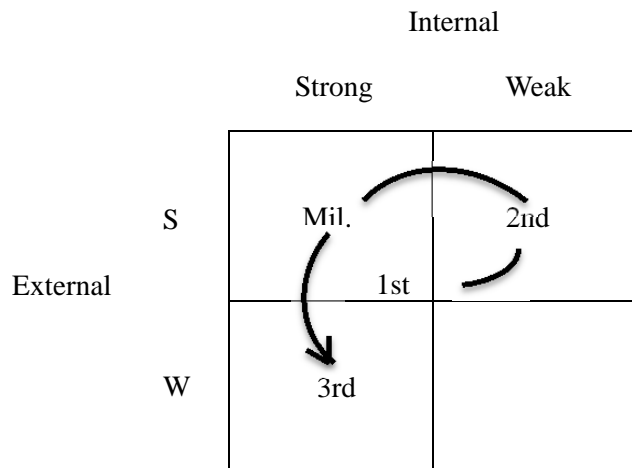 Internal
Strong Weak
S Mil. 2nd
External 1st
W 3rd